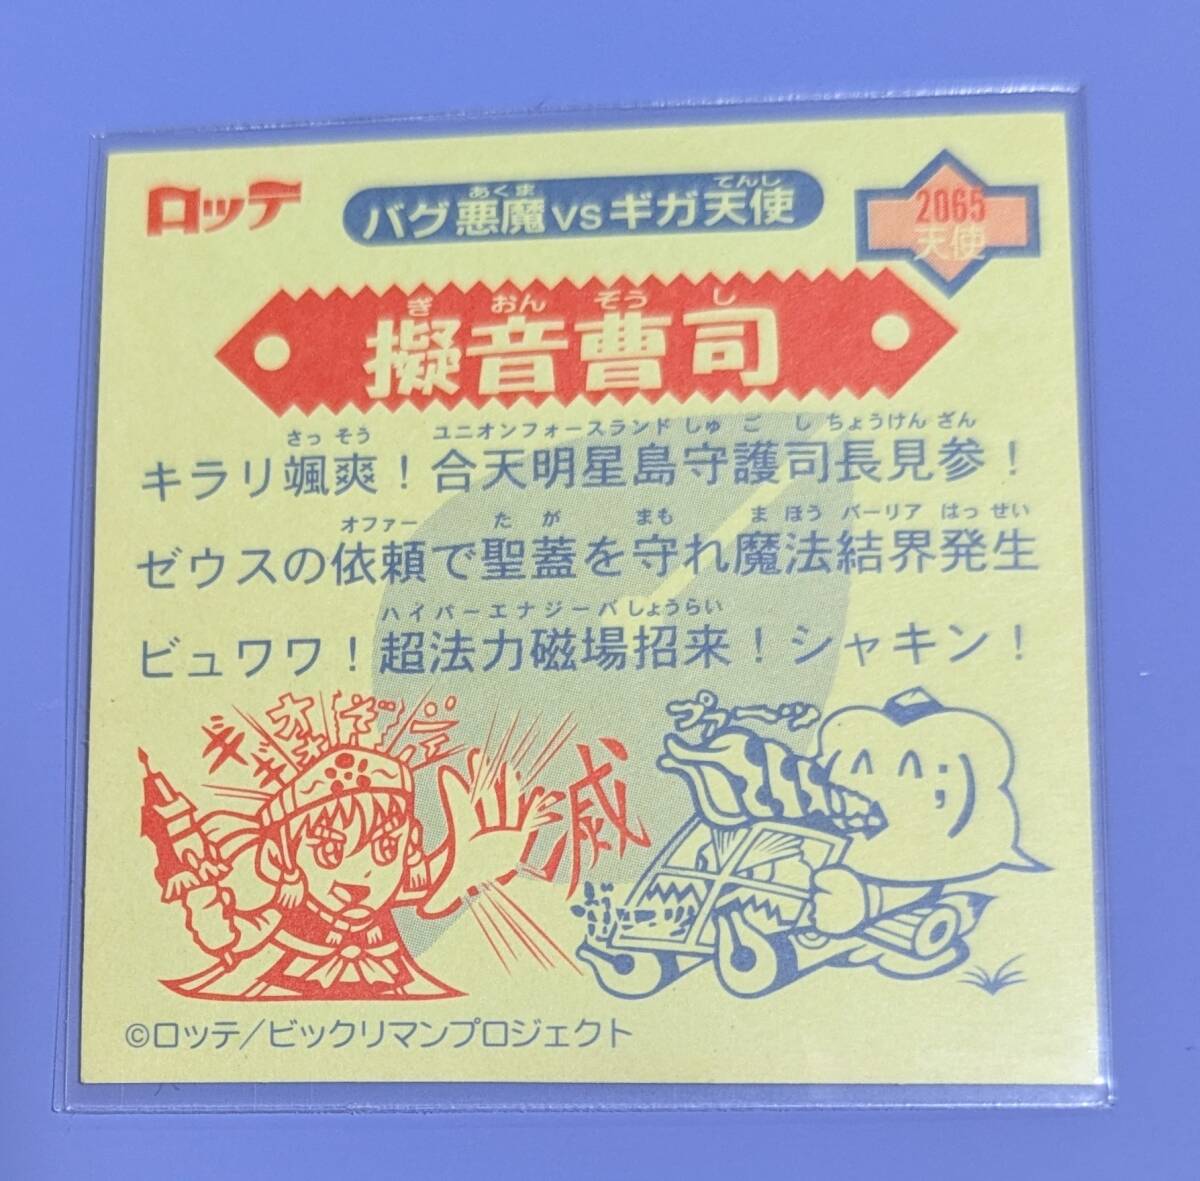 ロッテ
あくま てんし
バグ悪魔vsギガ天使
2065
天使
ぎ おん ぞう し
擬音曹司
さっ そう ユニオンフォースランド しゅ ご し ちょうけん ざん
キラリ颯爽！合天明星島守護司長見参！
オファー た が まも ま ほう バーリア はっ せい
ゼウスの依頼で聖蓋を守れ魔法結界発生
ハイパーエナジーバ しょうらい
ビュワワ！超法力磁場招来！シャキン！
滅
プァーッ
©ロッテ／ビックリマンプロジェクト